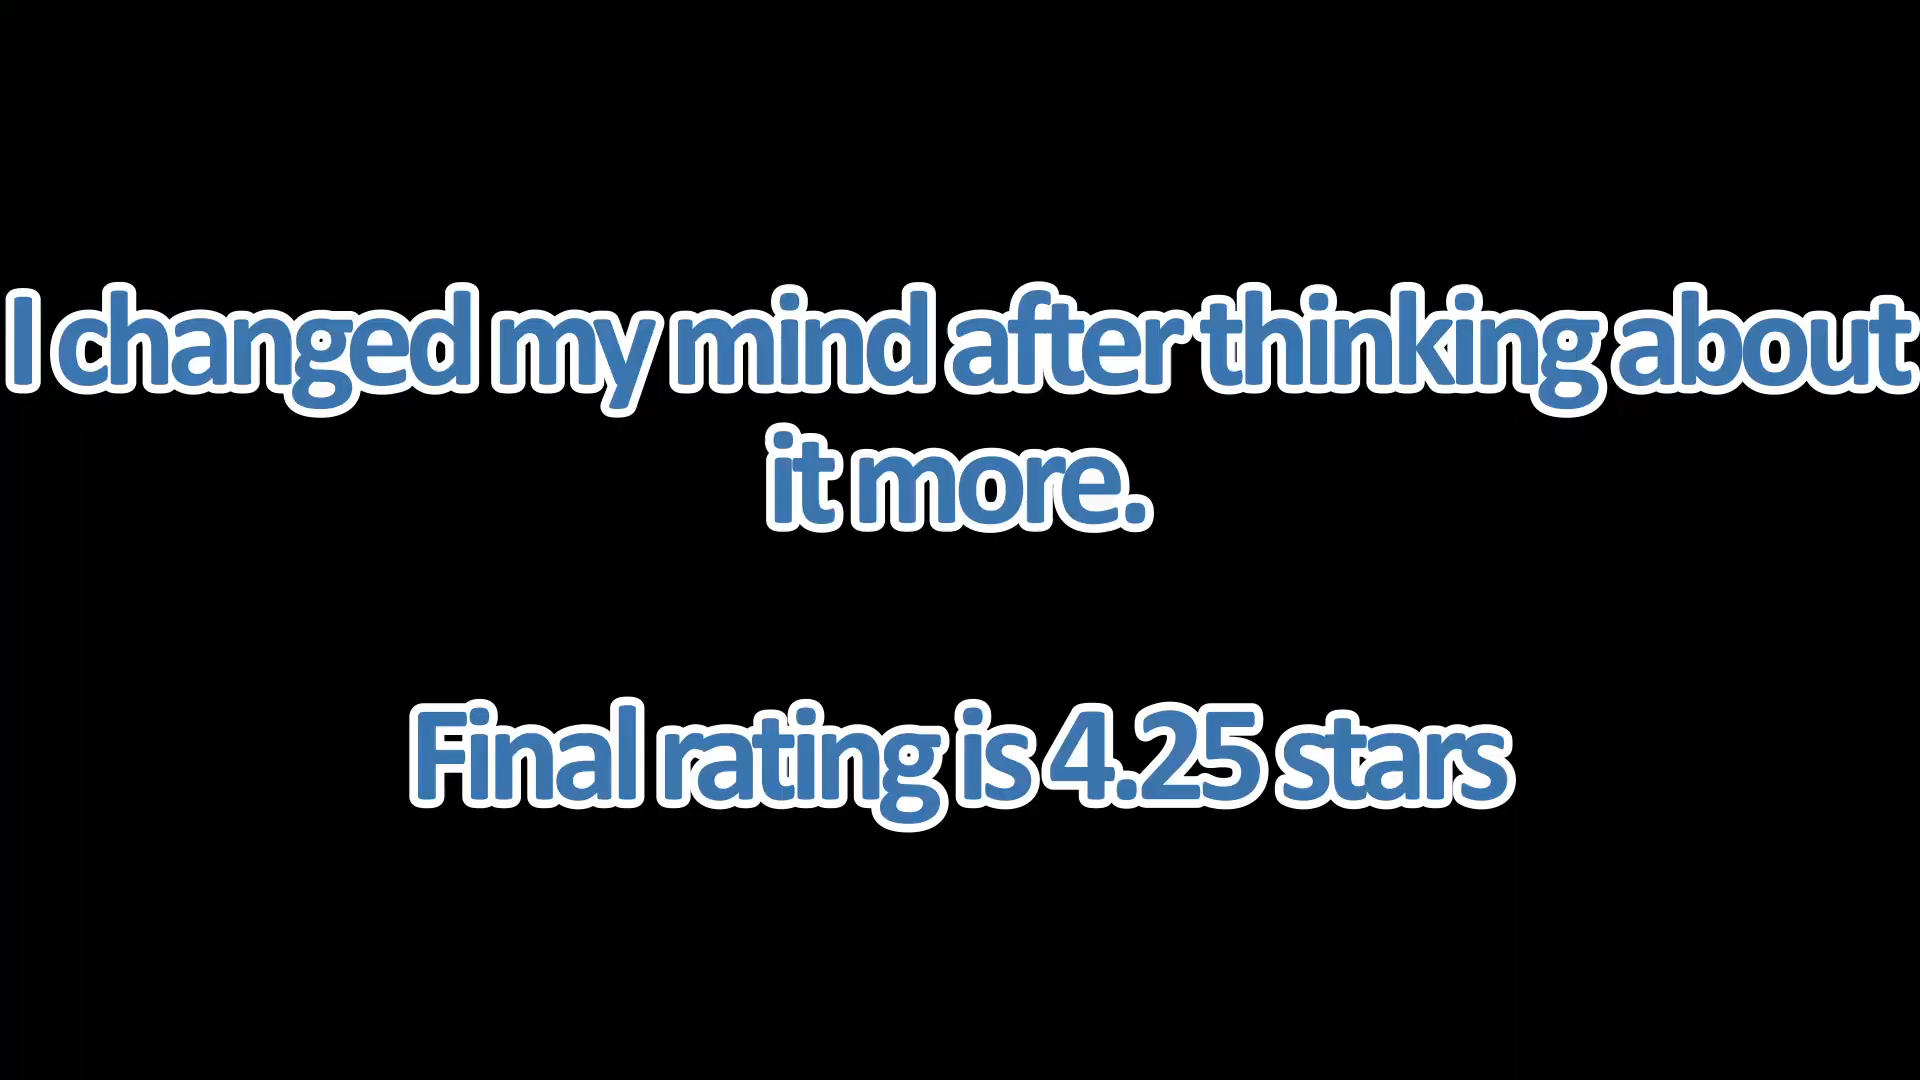 I changed my mind after thinking about
it more.
Final rating is 4.25 stars